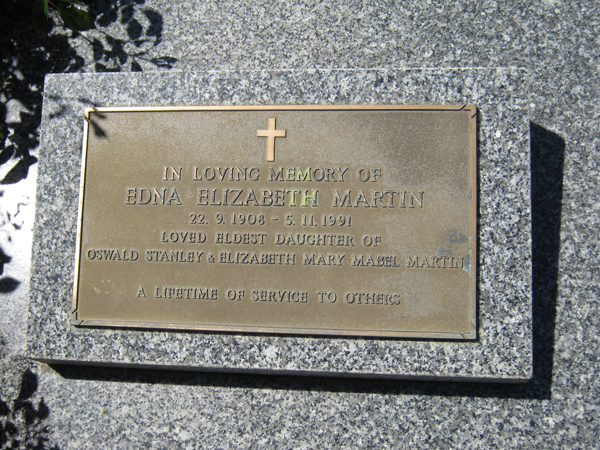 IN LOVING MEMORY OF
EDNA ELIZABETH MARTIN
22. 9. 1908 - 5. 11. 1991
LOVED ELDEST DAUGHTER OF
OSWALD STANLEY & ELIZABETH MARY MABEL MARTIN
A LIFETIME OF SERVICE TO OTHERS